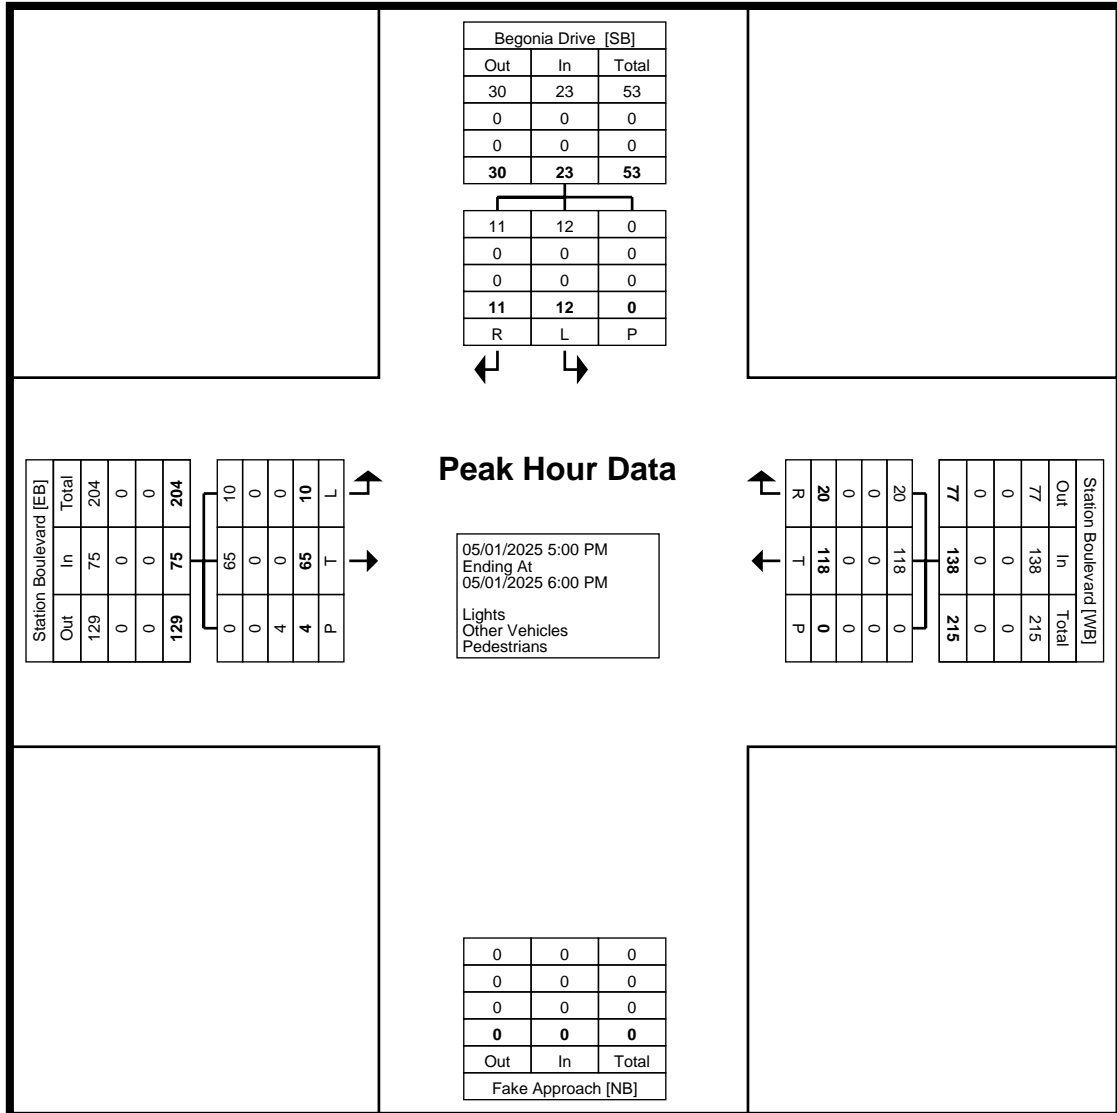 Begonia Drive [SB]
Out In Total
30 23 53
0 0 0
0 0 0
30 23 53
11 12 0
0 0 0
0 0 0
11 12 0
R L P
Peak Hour Data
Station Boulevard [EB]
Total In Out
204 75 129
0 0 0
0 0 0
204 75 129
10 65 0
0 0 0
0 0 4
10 65 4
L T P
05/01/2025 5:00 PM
Ending At
05/01/2025 6:00 PM
Lights
Other Vehicles
Pedestrians
R T P
20 118 0
0 0 0
0 0 0
20 118 0
77 138 215
0 0 0
0 0 0
77 138 215
Out In Total
Station Boulevard [WB]
0 0 0
0 0 0
0 0 0
0 0 0
Out In Total
Fake Approach [NB]